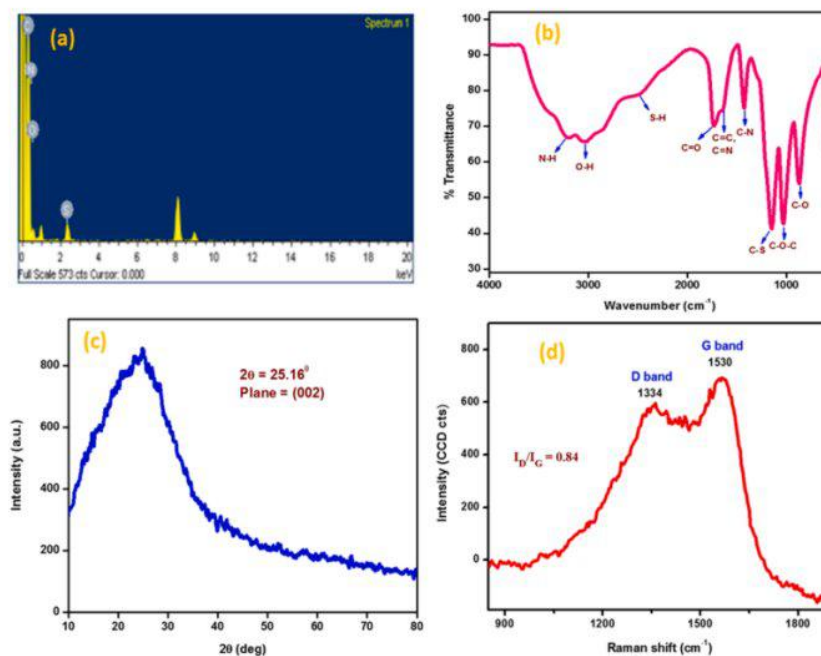 (a)
Spectrum 1
0 2 4 6 8 10 12 14 16 18 20
Full Scale 573 cts Cursor: 0.000
keV
(b)
100
90
80
70
60
50
40
30
% Transmittance
N-H
O-H
S-H
C=O
C=C,
C=N
C-N
C-S
C-O-C
C-O
4000 3000 2000 1000
Wavenumber (cm-1)
(c)
2θ = 25.16⁰
Plane = (002)
800
600
400
200
0
Intensity (a.u.)
10 20 30 40 50 60 70 80
2θ (deg)
(d)
G band
1530
D band
1334
ID/IG = 0.84
800
600
400
200
0
Intensity (CCD cts)
900 1200 1500 1800
Raman shift (cm-1)